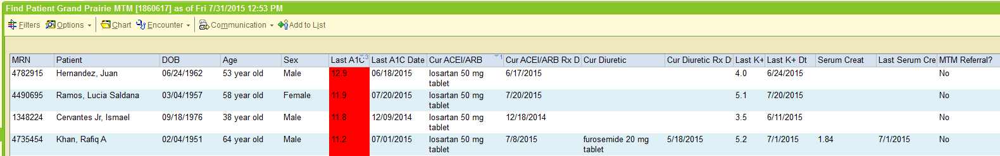 Find Patient Grand Prairie MTM [1860617] as of Fri 7/31/2015 12:53 PM
Filters Options Chart Encounter Communication Add to List
MRN Patient DOB Age Sex Last A1C 3 Last A1C Date Cur ACEI/ARB 1 Cur ACEI/ARB Rx D Cur Diuretic Cur Diuretic Rx D Last K+ Last K+ Dt Serum Creat Last Serum Cre MTM Referral?
4782915 Hernandez, Juan 06/24/1962 53 year old Male 12.9 06/18/2015 losartan 50 mg 6/17/2015 4.0 6/24/2015 No
tablet
4490695 Ramos, Lucia Saldana 03/04/1957 58 year old Female 11.9 07/20/2015 losartan 50 mg 7/20/2015 5.1 7/20/2015 No
tablet
1348224 Cervantes Jr, Ismael 09/18/1976 38 year old Male 11.8 12/09/2014 losartan 50 mg 12/18/2014 3.5 6/11/2015 No
tablet
4735454 Khan, Rafiq A 02/04/1951 64 year old Male 11.2 07/01/2015 losartan 50 mg 7/8/2015 furosemide 20 mg 5/18/2015 5.2 7/1/2015 1.84 7/1/2015 No
tablet tablet